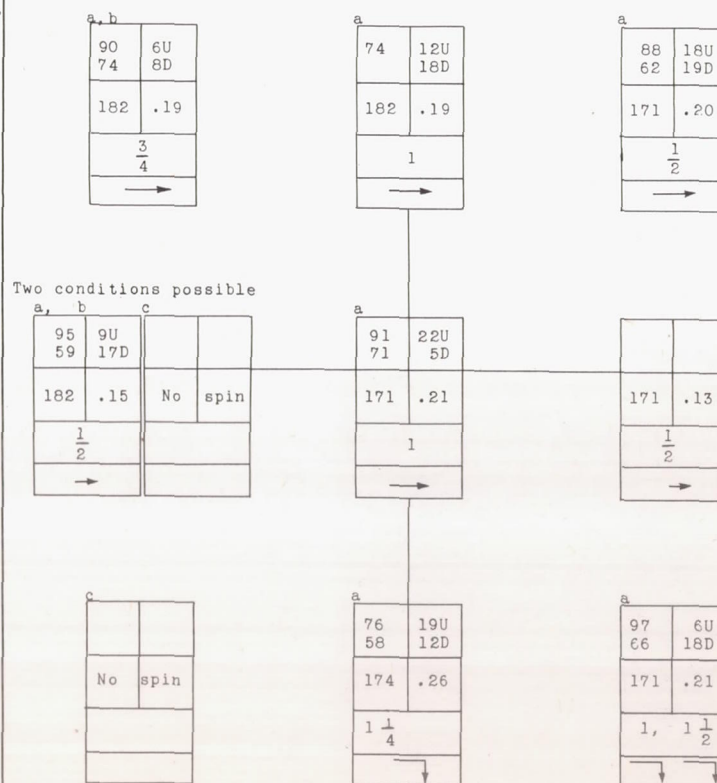 a,b
90 6U
74 8D
182 .19
3/4
a
74 12U
18D
182 .19
1
a
88 18U
62 19D
171 .20
1/2
Two conditions possible
a, b
95 9U
59 17D
182 .15
1/2
c
No spin
a
91 22U
71 5D
171 .21
1
171 .13
1/2
c
No spin
a
76 19U
58 12D
174 .26
1 1/4
a
97 6U
66 18D
171 .21
1, 1 1/2